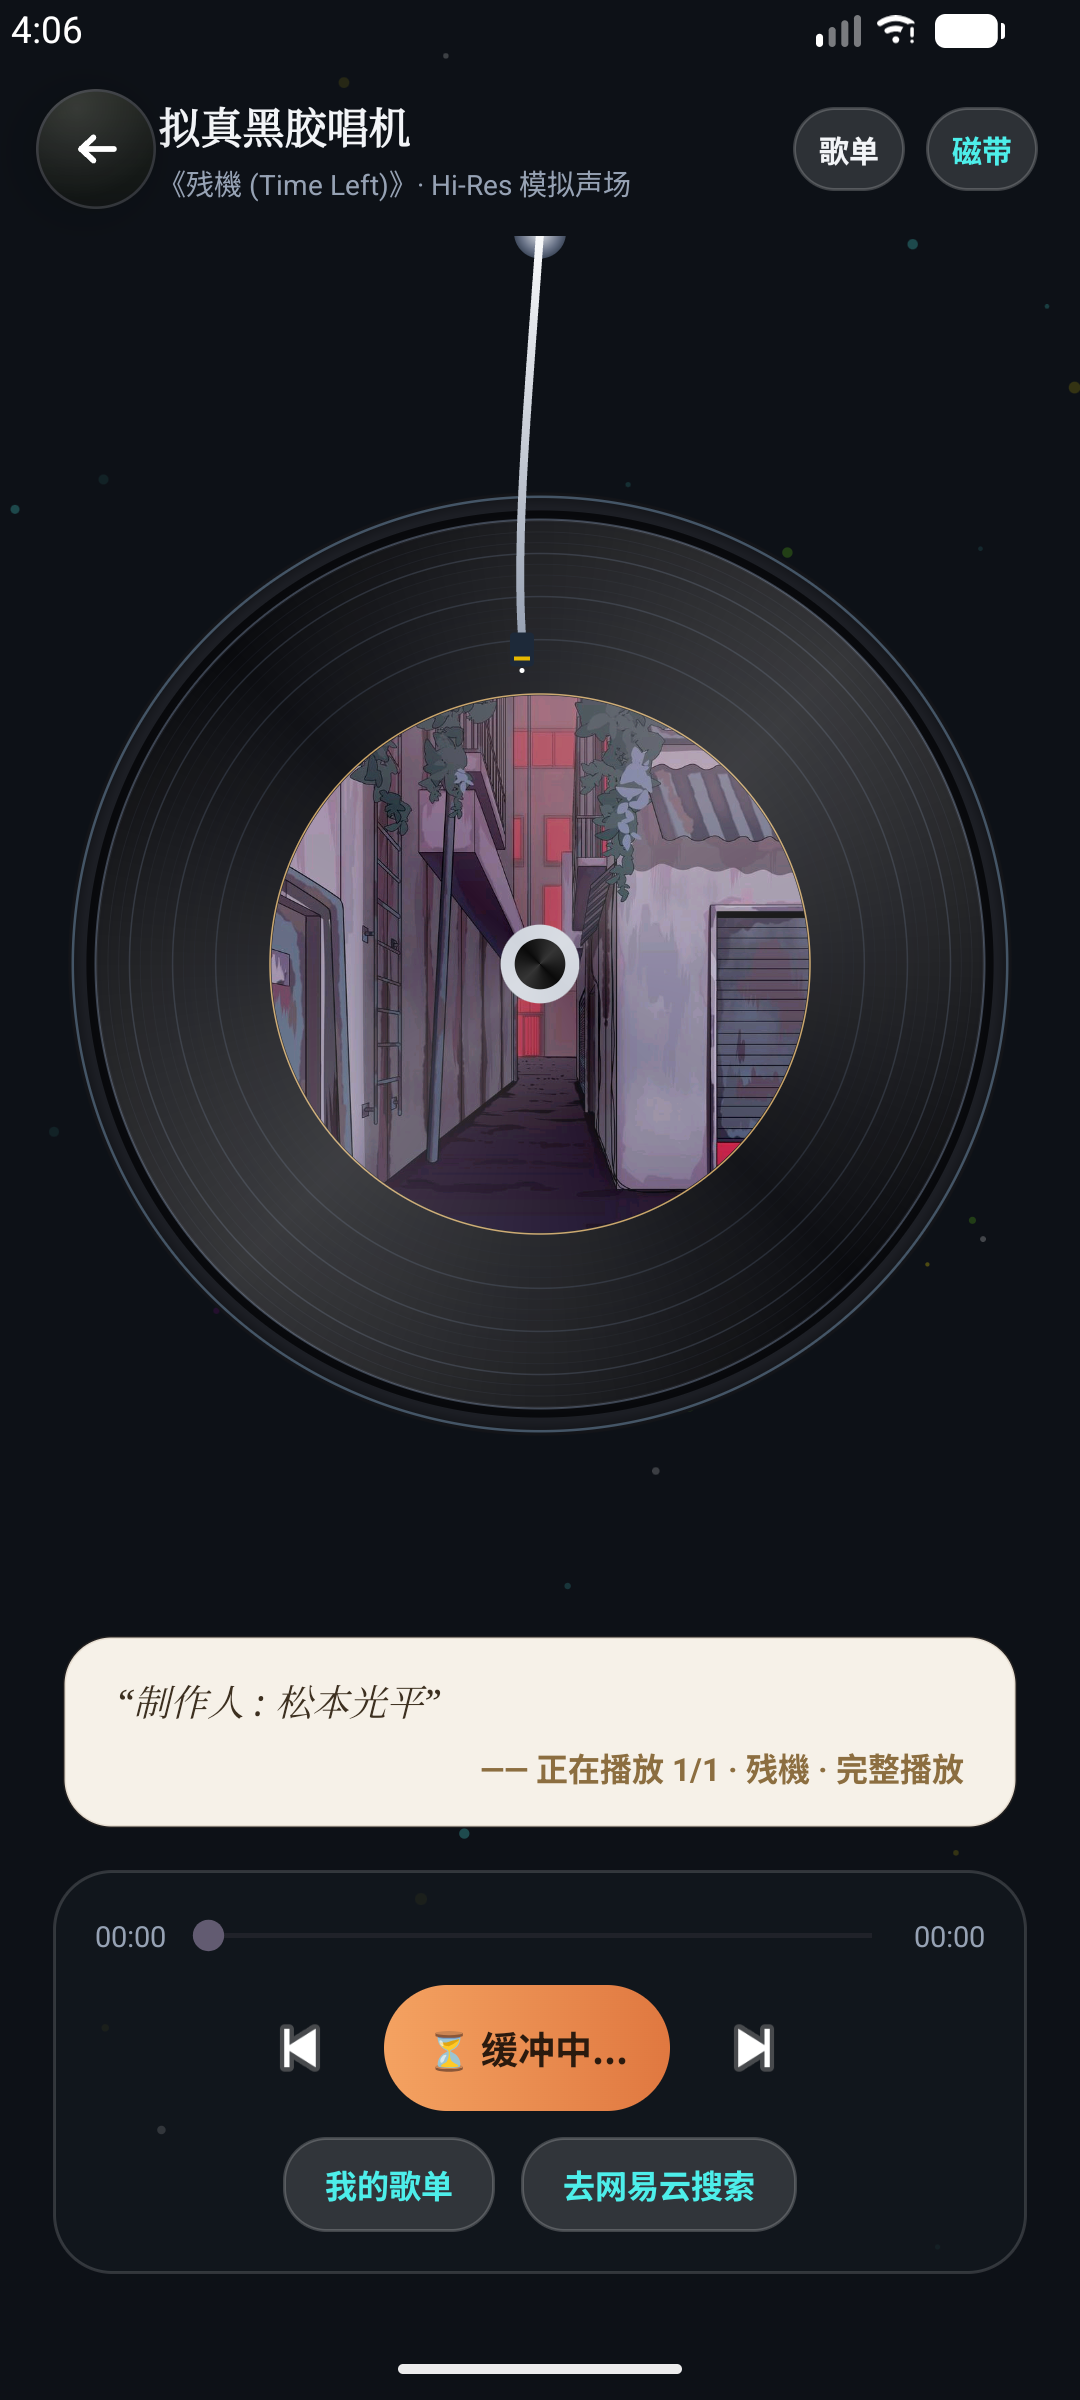 4:06
拟真黑胶唱机
《残機 (Time Left)》· Hi-Res 模拟声场
歌单
磁带
“制作人 : 松本光平”
—— 正在播放 1/1 · 残機 · 完整播放
00:00
00:00
⏳ 缓冲中...
我的歌单
去网易云搜索